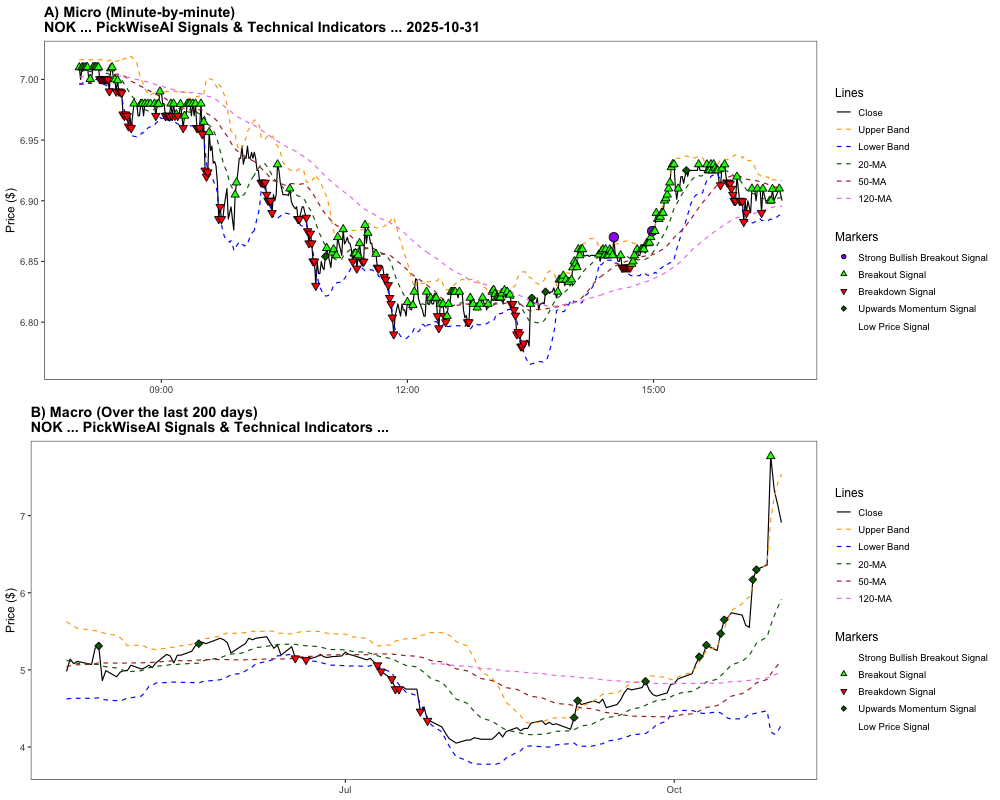 A) Micro (Minute-by-minute)
NOK ... PickWiseAI Signals & Technical Indicators ... 2025-10-31
7.00
6.95
6.90
6.85
6.80
Price ($)
09:00
12:00
15:00
Lines
Close
Upper Band
Lower Band
20-MA
50-MA
120-MA
Markers
Strong Bullish Breakout Signal
Breakout Signal
Breakdown Signal
Upwards Momentum Signal
Low Price Signal
B) Macro (Over the last 200 days)
NOK ... PickWiseAI Signals & Technical Indicators ...
7
6
5
4
Price ($)
Jul
Oct
Lines
Close
Upper Band
Lower Band
20-MA
50-MA
120-MA
Markers
Strong Bullish Breakout Signal
Breakout Signal
Breakdown Signal
Upwards Momentum Signal
Low Price Signal